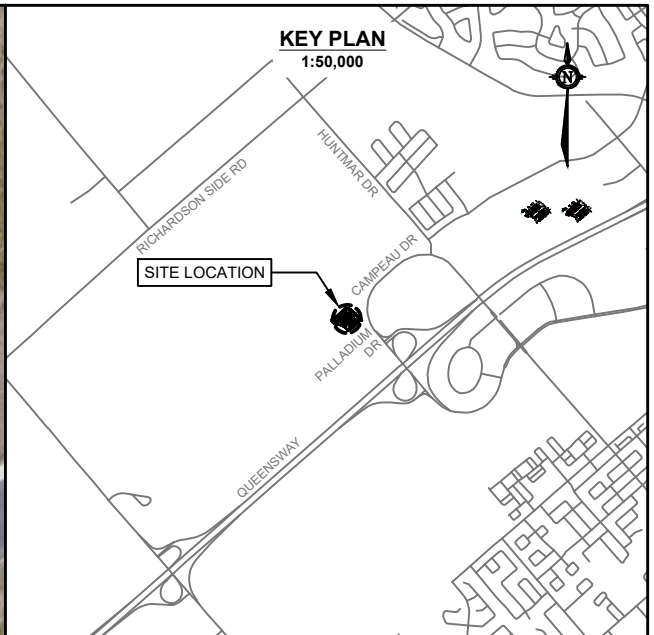 KEY PLAN
1:50,000
N
HUNTMAR DR
RICHARDSON SIDE RD
SITE LOCATION
CAMPEAU DR
PALLADIUM
DR
QUEENSWAY